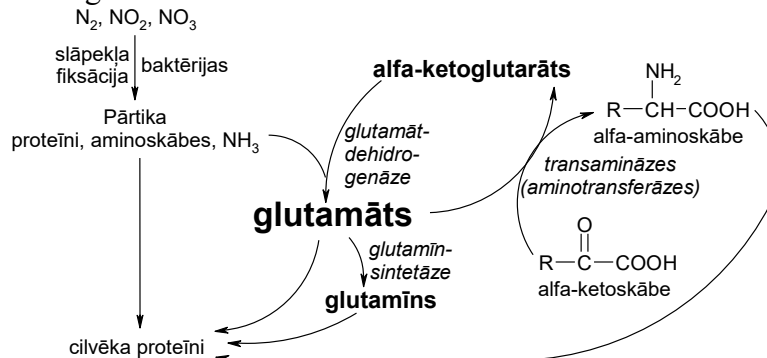 N2, NO2, NO3
slāpekļa
fiksācija
baktērijas
Pārtika
proteīni, aminoskābes, NH3
alfa-ketoglutarāts
glutamāt-
dehidro-
genāze
glutamāts
glutamīn-
sintetāze
glutamīns
cilvēka proteīni
NH2
R—CH—COOH
alfa-aminoskābe
transamināzes
(aminotransferāzes)
O
R—C—COOH
alfa-ketoskābe